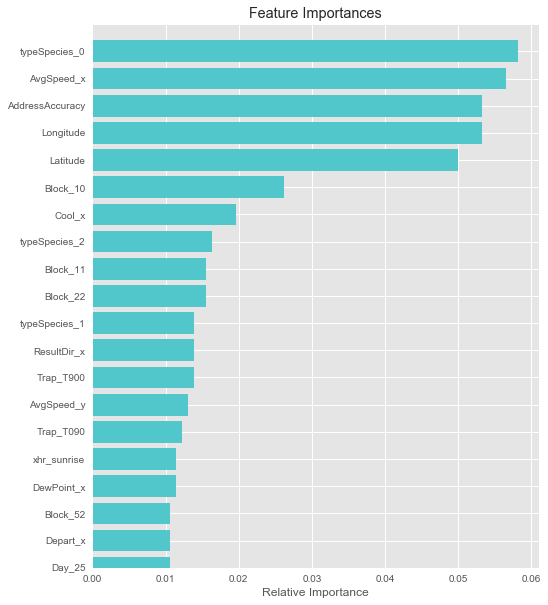 Feature Importances
typeSpecies_0
AvgSpeed_x
AddressAccuracy
Longitude
Latitude
Block_10
Cool_x
typeSpecies_2
Block_11
Block_22
typeSpecies_1
ResultDir_x
Trap_T900
AvgSpeed_y
Trap_T090
xhr_sunrise
DewPoint_x
Block_52
Depart_x
Day_25
0.00 0.01 0.02 0.03 0.04 0.05 0.06
Relative Importance